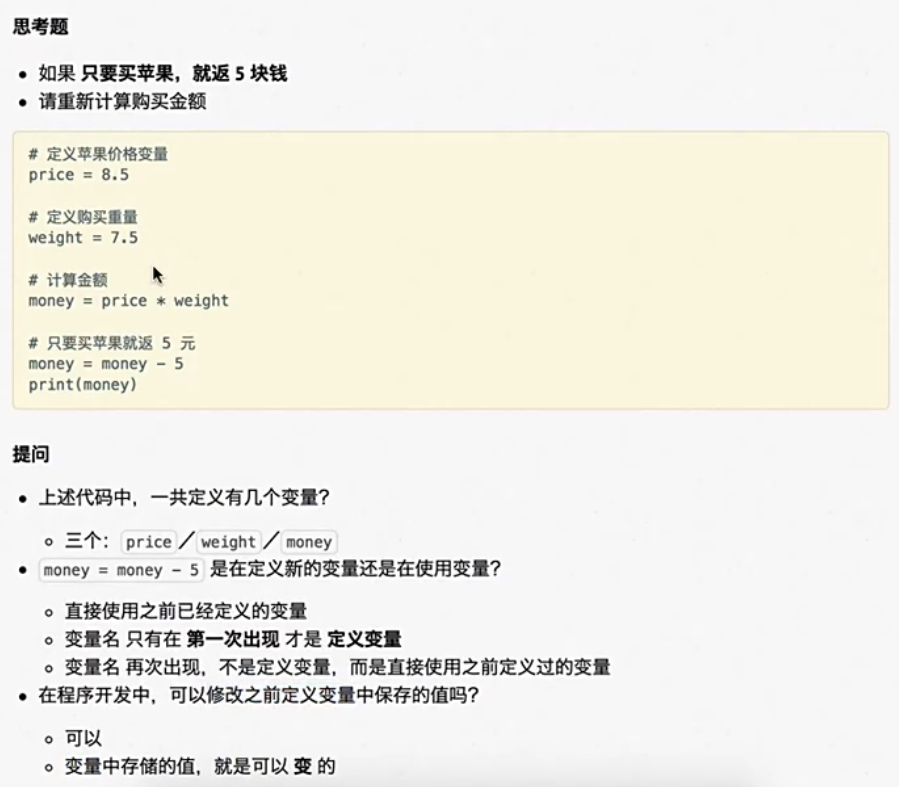 思考题
如果 只要买苹果，就返 5 块钱
请重新计算购买金额
# 定义苹果价格变量
price = 8.5
# 定义购买重量
weight = 7.5
# 计算金额
money = price * weight
# 只要买苹果就返 5 元
money = money - 5
print(money)
提问
上述代码中，一共定义有几个变量？
三个：price／weight／money
money = money - 5 是在定义新的变量还是在使用变量？
直接使用之前已经定义的变量
变量名 只有在 第一次出现 才是 定义变量
变量名 再次出现，不是定义变量，而是直接使用之前定义过的变量
在程序开发中，可以修改之前定义变量中保存的值吗？
可以
变量中存储的值，就是可以 变 的